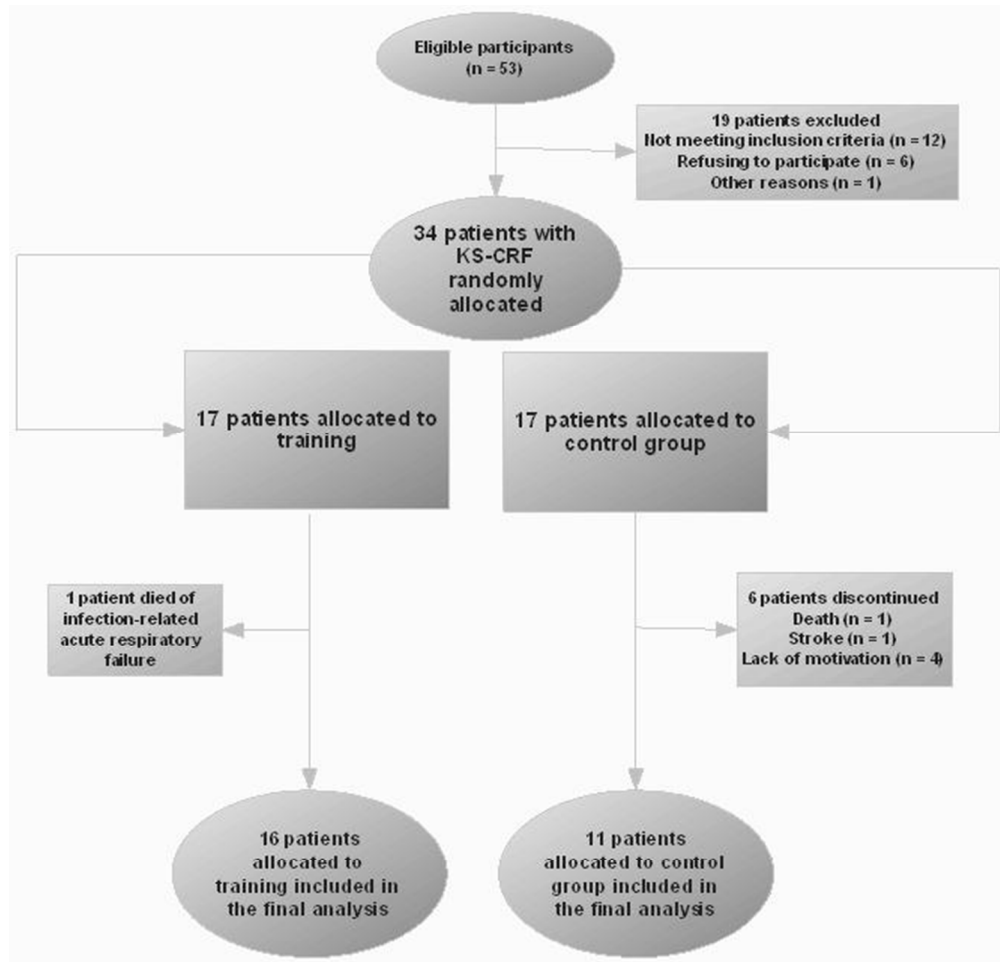 Eligible participants
(n = 53)
19 patients excluded
Not meeting inclusion criteria (n = 12)
Refusing to participate (n = 6)
Other reasons (n = 1)
34 patients with
KS-CRF
randomly
allocated
17 patients allocated to
training
17 patients allocated to
control group
1 patient died of
infection-related
acute respiratory
failure
6 patients discontinued
Death (n = 1)
Stroke (n = 1)
Lack of motivation (n = 4)
16 patients
allocated to
training included in
the final analysis
11 patients
allocated to control
group included in
the final analysis